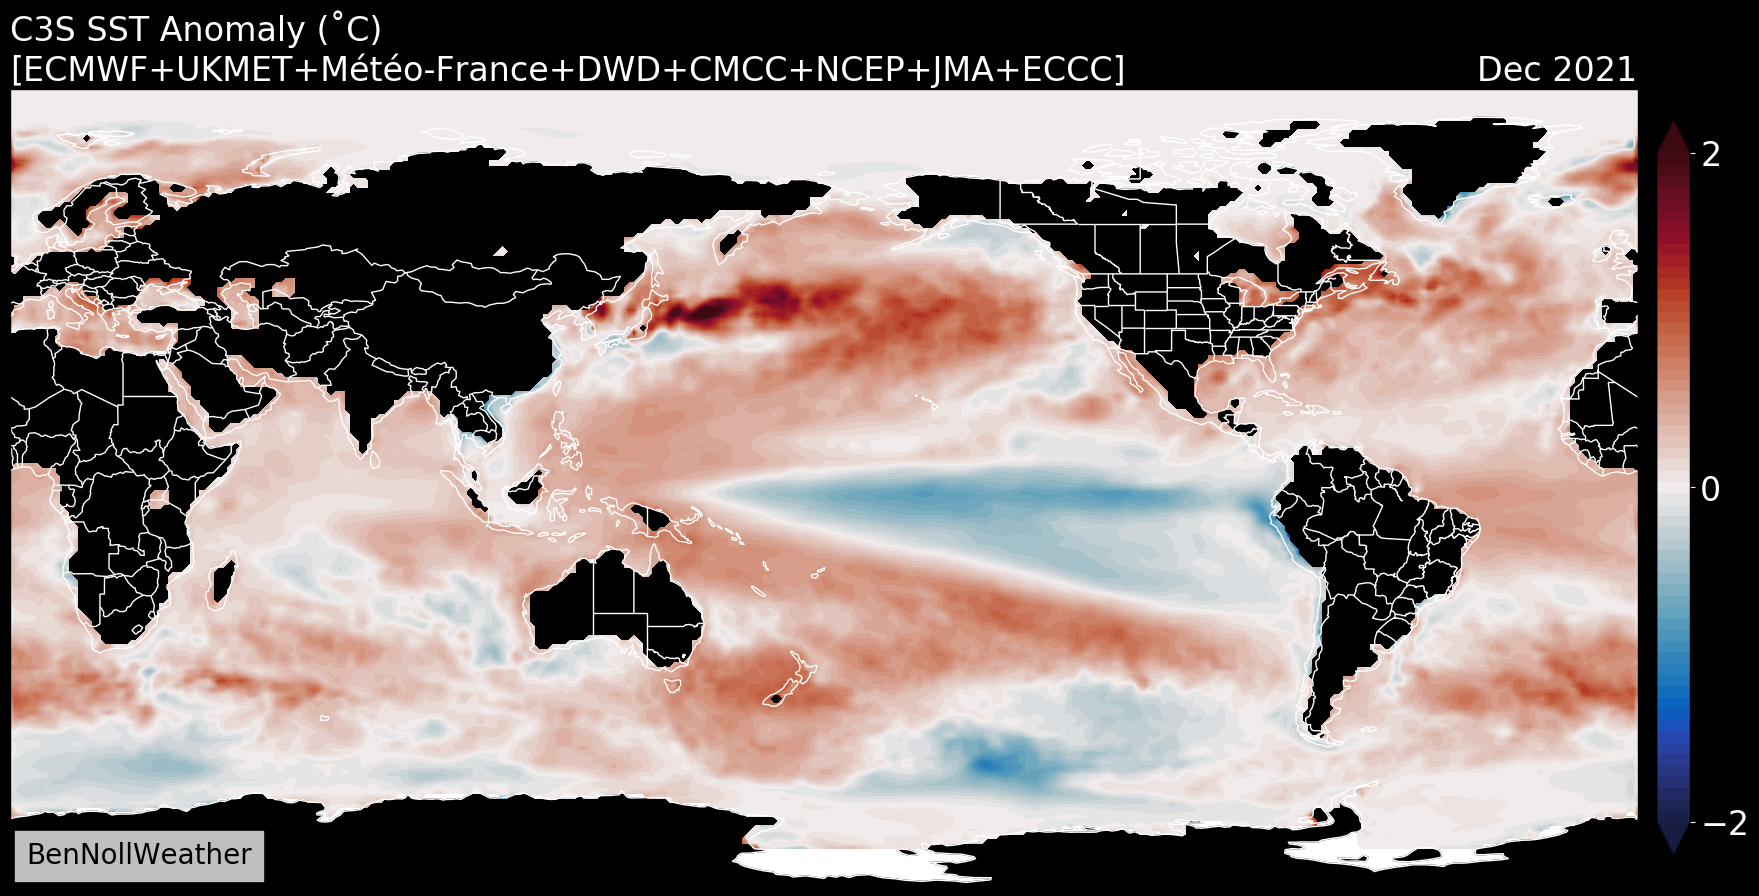 C3S SST Anomaly (˚C)
[ECMWF+UKMET+Météo-France+DWD+CMCC+NCEP+JMA+ECCC]
Dec 2021
2
0
−2
BenNollWeather